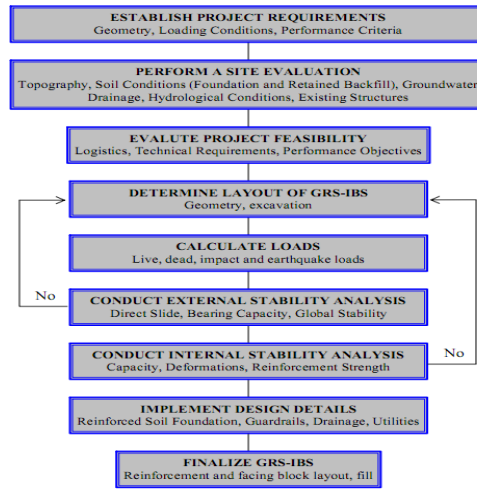 ESTABLISH PROJECT REQUIREMENTS
Geometry, Loading Conditions, Performance Criteria
PERFORM A SITE EVALUATION
Topography, Soil Conditions (Foundation and Retained Backfill), Groundwater
Drainage, Hydrological Conditions, Existing Structures
EVALUTE PROJECT FEASIBILITY
Logistics, Technical Requirements, Performance Objectives
DETERMINE LAYOUT OF GRS-IBS
Geometry, excavation
CALCULATE LOADS
Live, dead, impact and earthquake loads
No
CONDUCT EXTERNAL STABILITY ANALYSIS
Direct Slide, Bearing Capacity, Global Stability
CONDUCT INTERNAL STABILITY ANALYSIS
Capacity, Deformations, Reinforcement Strength
No
IMPLEMENT DESIGN DETAILS
Reinforced Soil Foundation, Guardrails, Drainage, Utilities
FINALIZE GRS-IBS
Reinforcement and facing block layout, fill